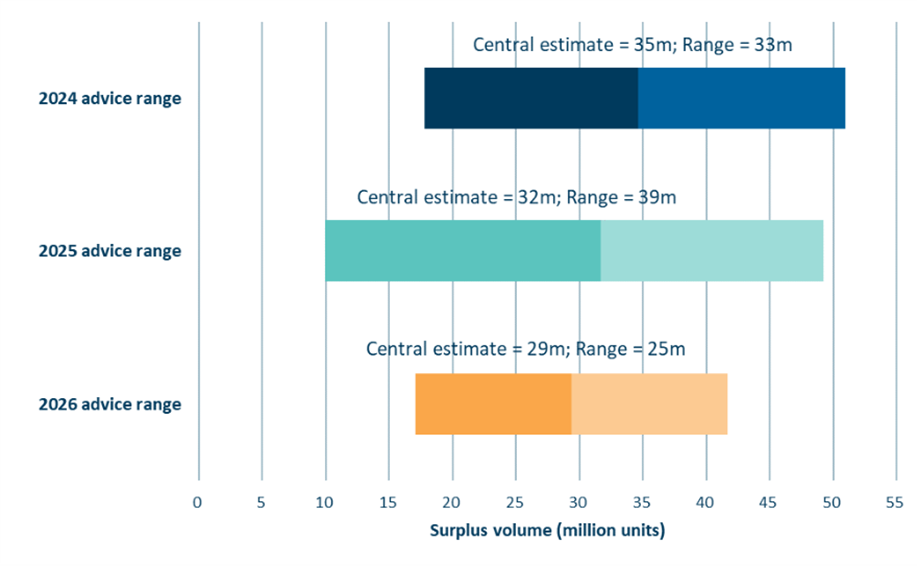 Central estimate = 35m; Range = 33m
2024 advice range
Central estimate = 32m; Range = 39m
2025 advice range
Central estimate = 29m; Range = 25m
2026 advice range
0 5 10 15 20 25 30 35 40 45 50 55
Surplus volume (million units)